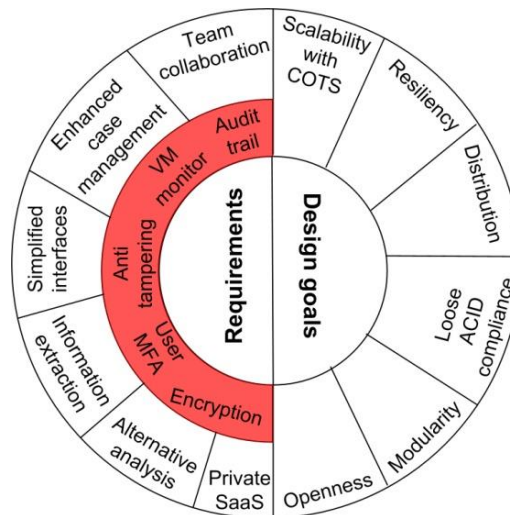 Team
collaboration
Scalability
with
COTS
Enhanced
case
management
Resiliency
Audit
trail
VM
monitor
Distribution
Simplified
interfaces
Anti
tampering
Requirements
Design goals
Loose
ACID
compliance
User
MFA
Information
extraction
Encryption
Modularity
Alternative
analysis
Private
SaaS
Openness